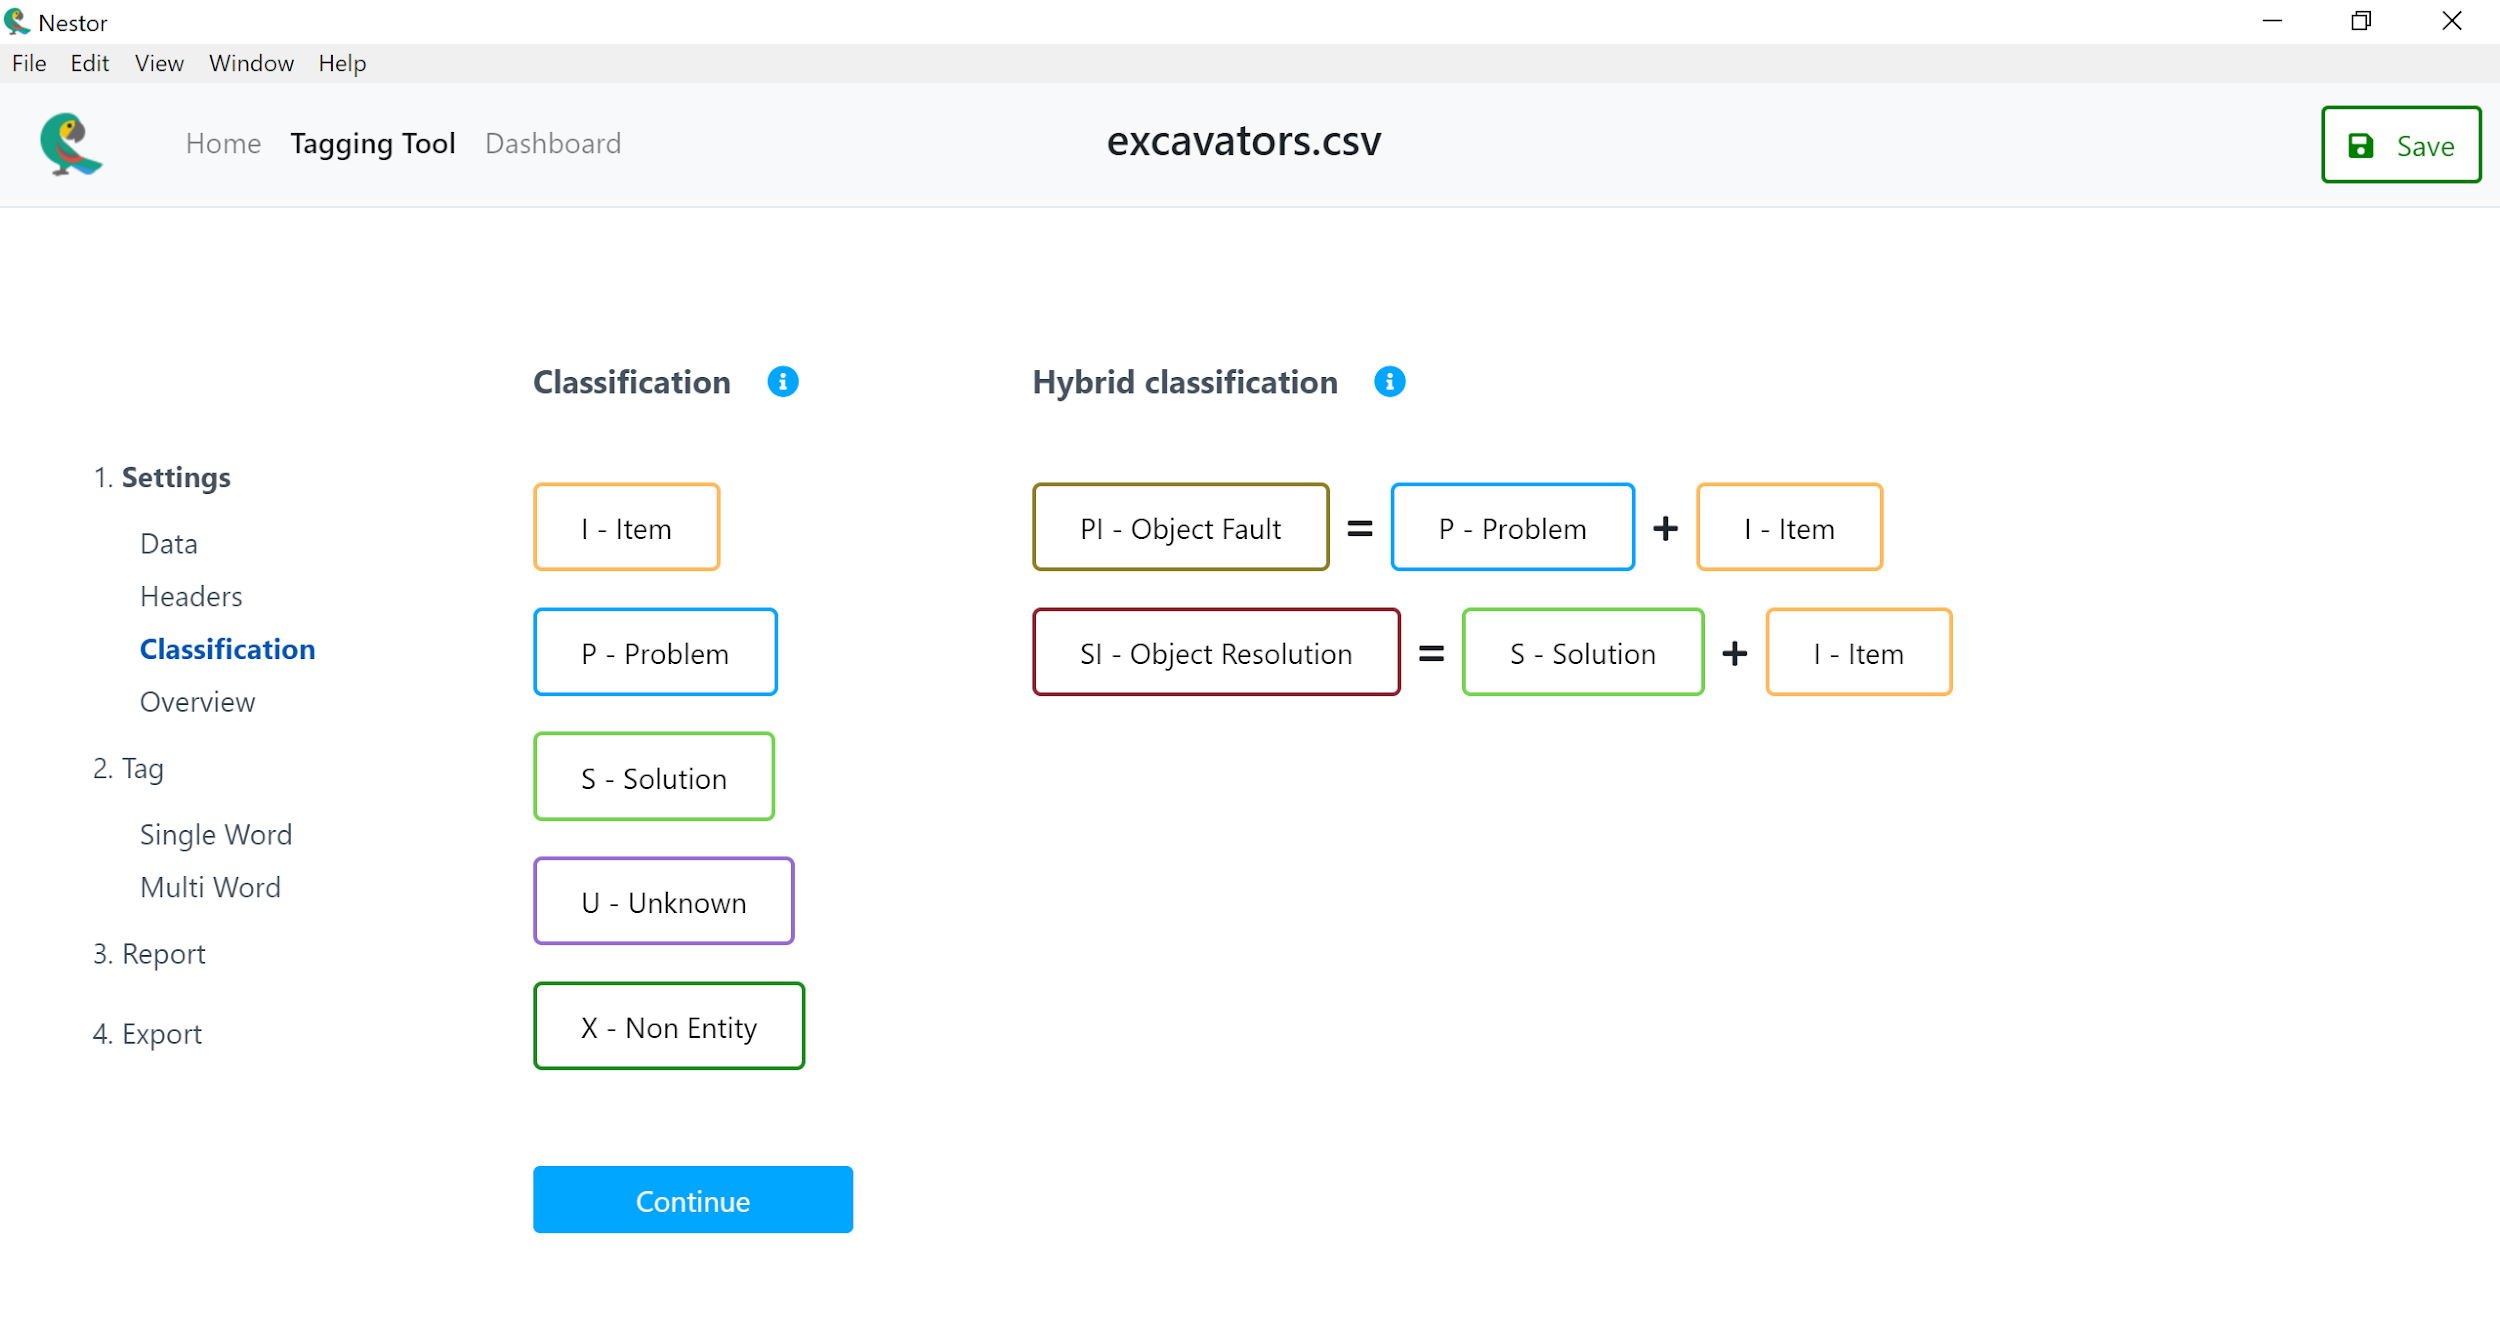 Nestor
File Edit View Window Help
Home Tagging Tool Dashboard
excavators.csv
Save
1. Settings
Data
Headers
Classification
Overview
2. Tag
Single Word
Multi Word
3. Report
4. Export
Classification
I - Item
P - Problem
S - Solution
U - Unknown
X - Non Entity
Continue
Hybrid classification
PI - Object Fault = P - Problem + I - Item
SI - Object Resolution = S - Solution + I - Item